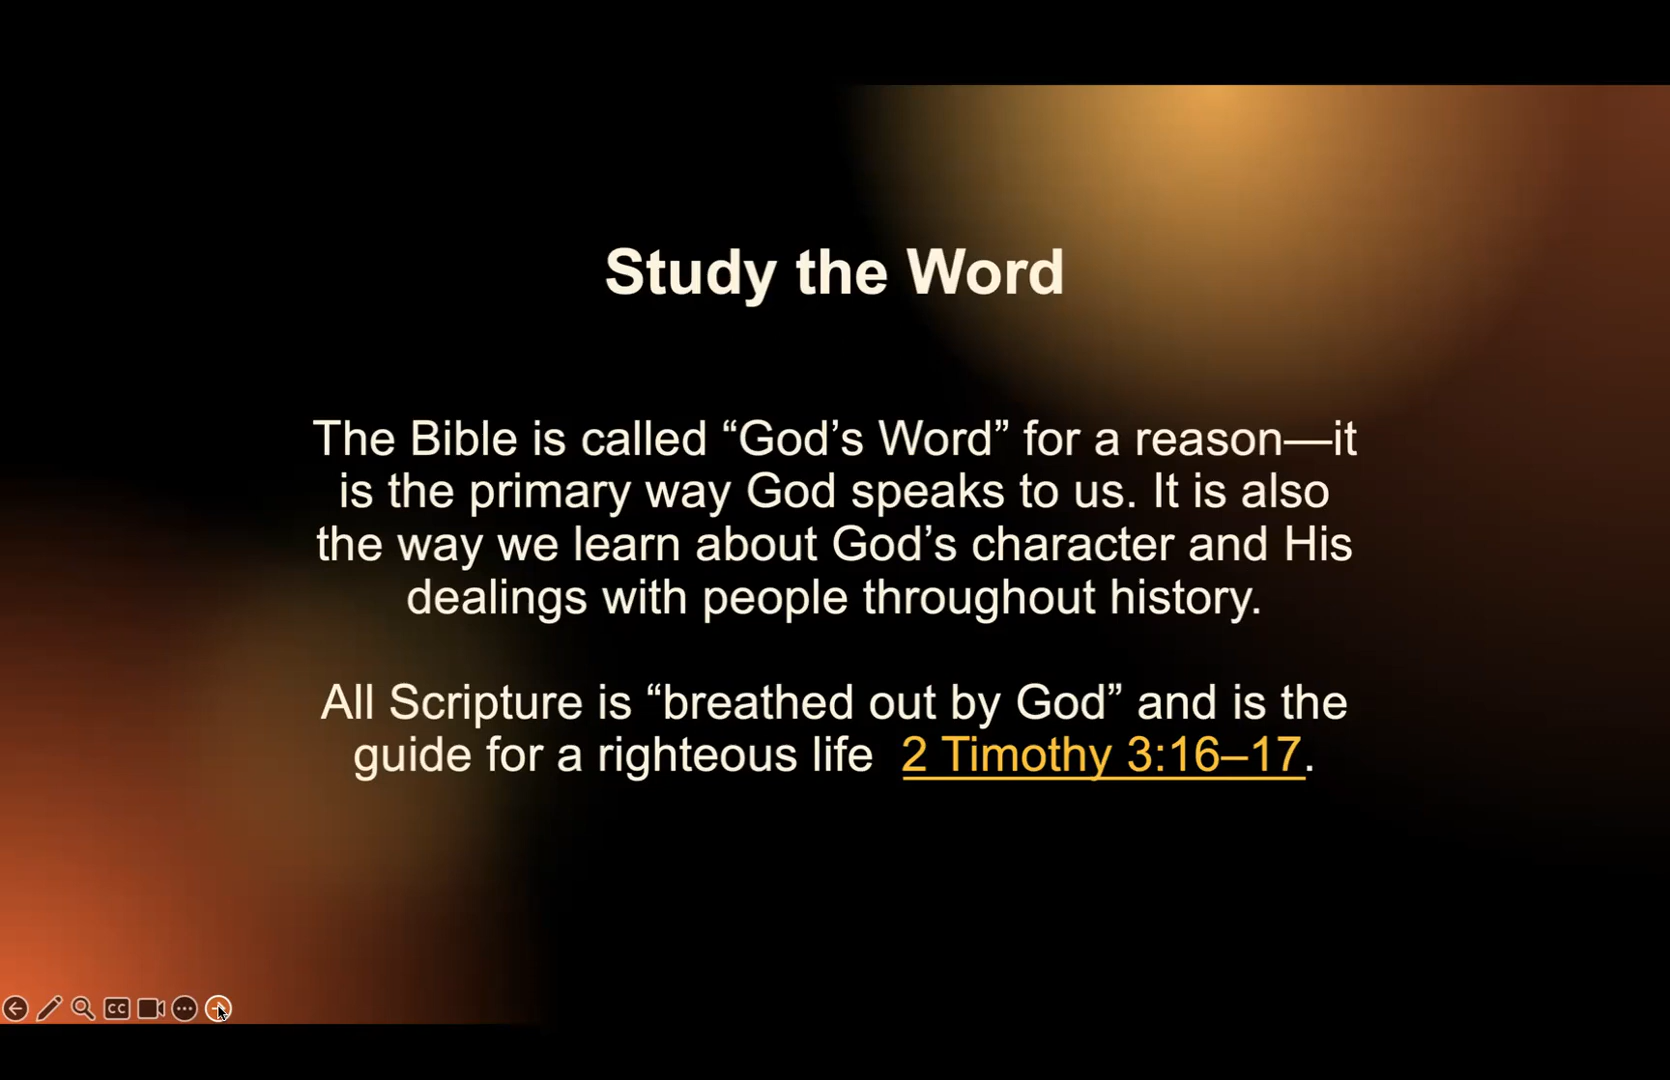 Study the Word
The Bible is called “God’s Word” for a reason—it
is the primary way God speaks to us. It is also
the way we learn about God’s character and His
dealings with people throughout history.
All Scripture is “breathed out by God” and is the
guide for a righteous life  2 Timothy 3:16–17.
CC